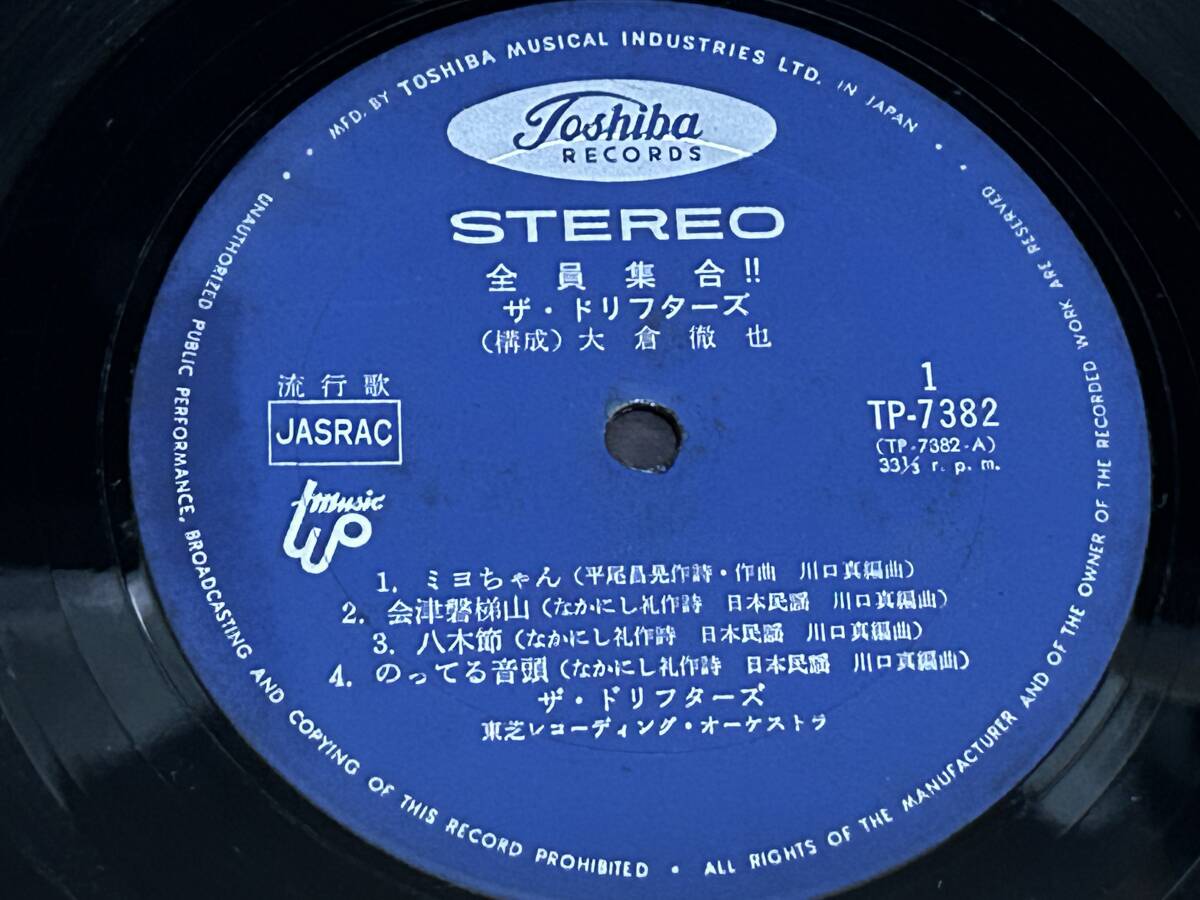 MFD. BY TOSHIBA MUSICAL INDUSTRIES LTD. IN JAPAN
Toshiba
RECORDS
STEREO
全員集合!!
ザ・ドリフターズ
(構成)大倉徹也
流行歌
JASRAC
music up
1
TP-7382
(TP-7382-A)
33⅓ r.p.m.
1. ミヨちゃん(平尾昌晃作詩・作曲 川口真編曲)
2. 会津磐梯山(なかにし礼作詩 日本民謡 川口真編曲)
3. 八木節(なかにし礼作詩 日本民謡 川口真編曲)
4. のってる音頭(なかにし礼作詩 日本民謡 川口真編曲)
ザ・ドリフターズ
東芝レコーディング・オーケストラ
UNAUTHORIZED PUBLIC PERFORMANCE, BROADCASTING AND COPYING OF THIS RECORD PROHIBITED • ALL RIGHTS OF THE MANUFACTURER AND OF THE OWNER OF THE RECORDED WORK ARE RESERVED